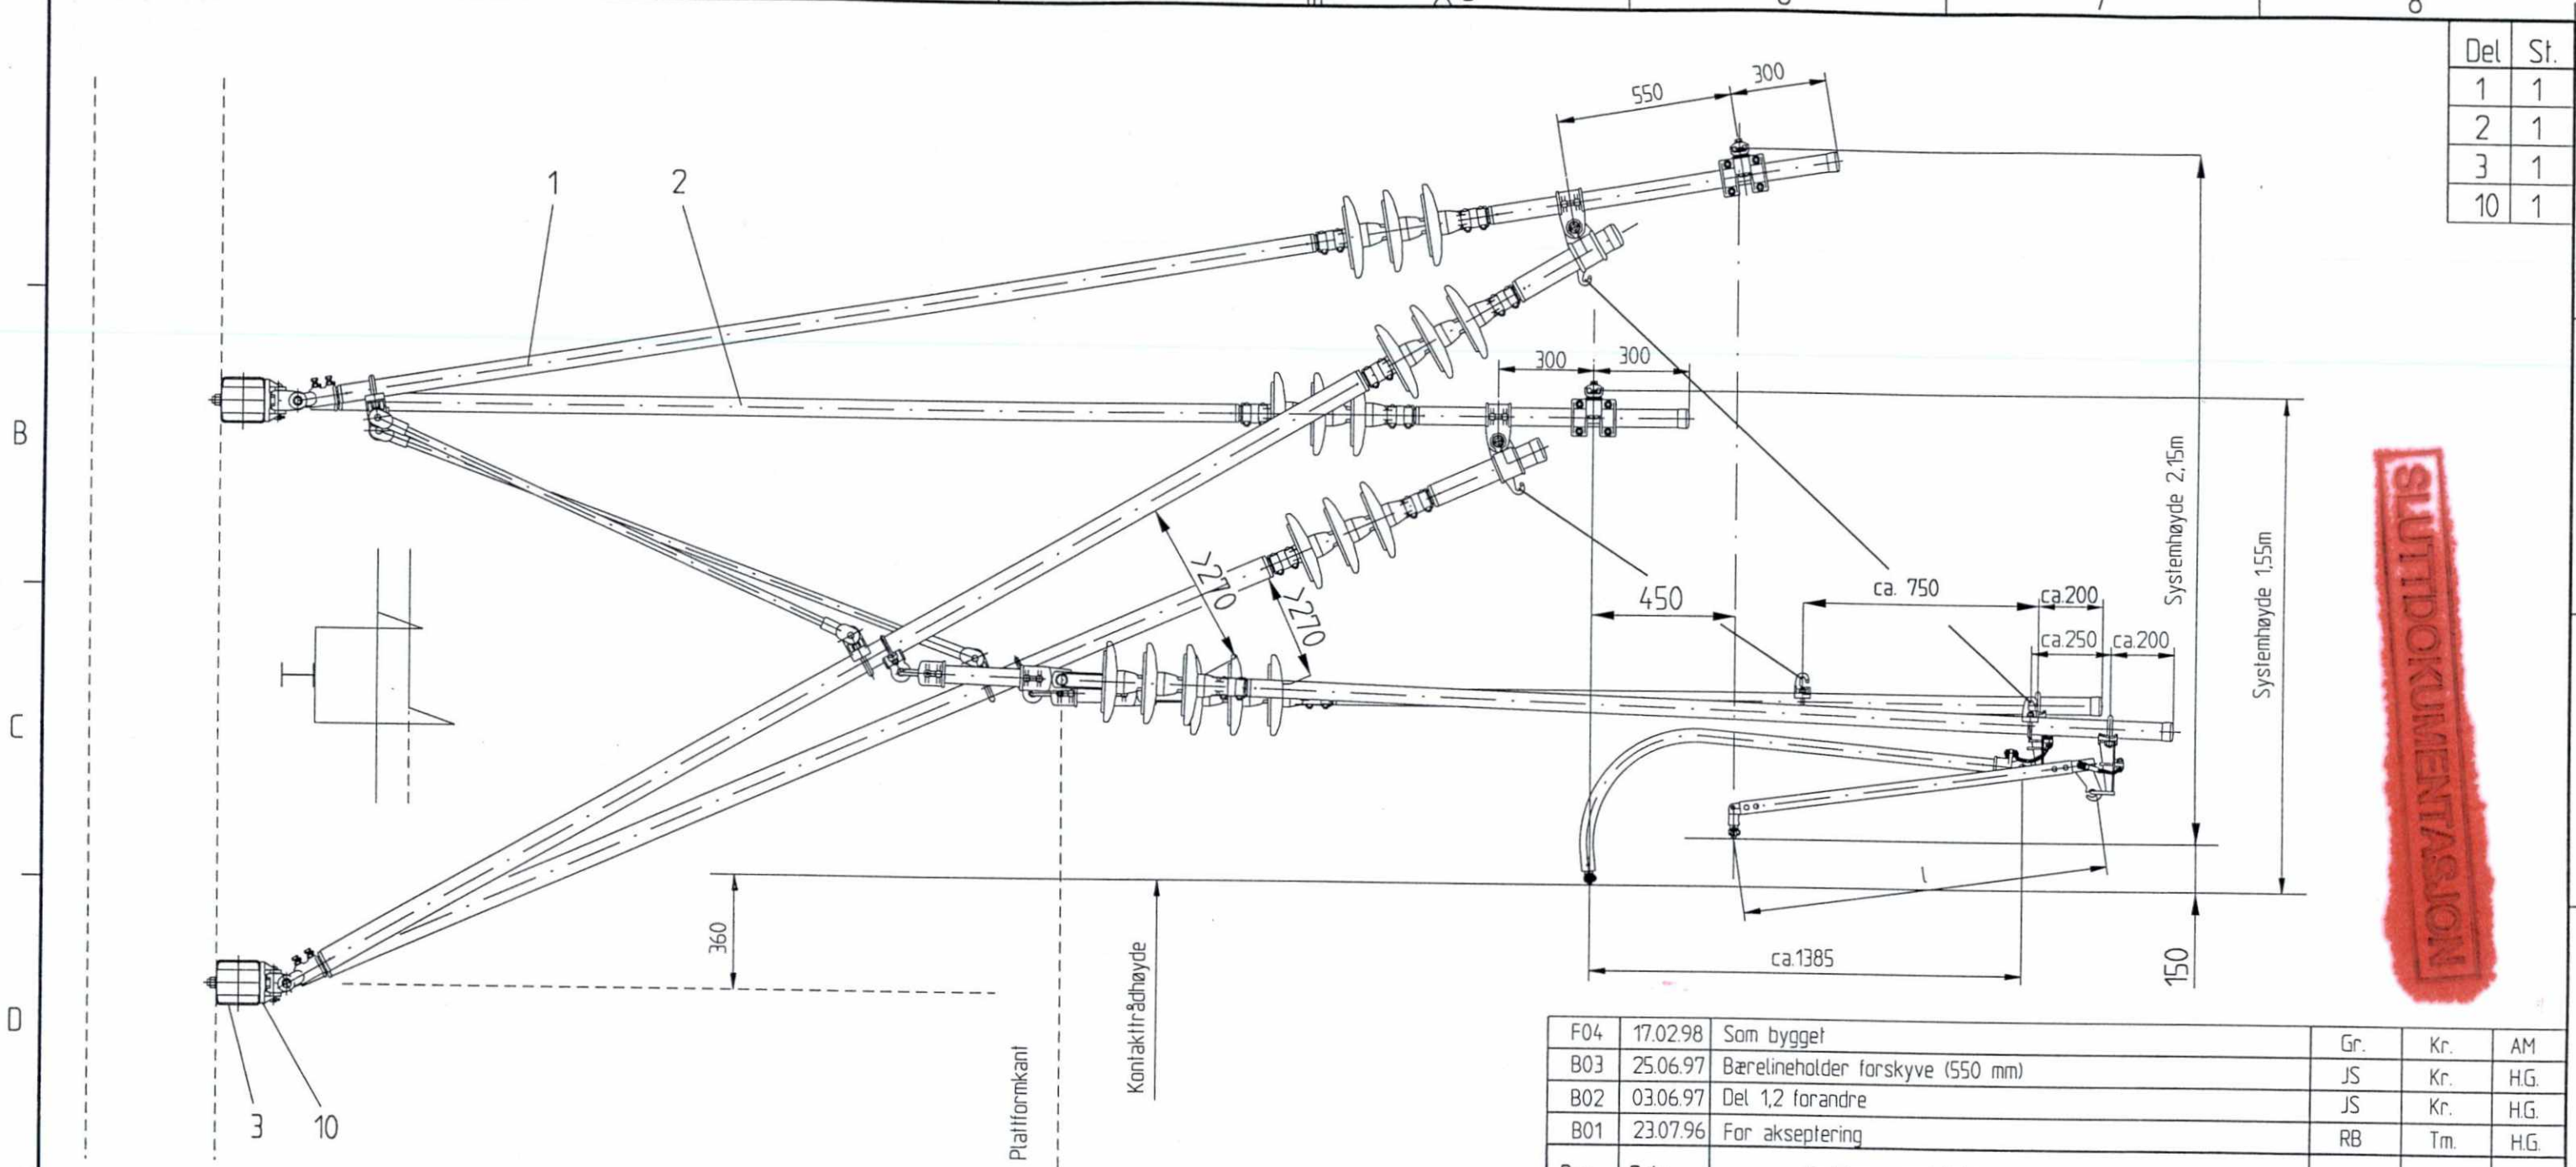 7
8
Del St.
1 1
2 1
3 1
10 1
550
300
1
2
B
300
300
Systemhøyde 2,15m
Systemhøyde 1,55m
SLUTTDOKUMENTASJON
>270
>270
450
ca. 750
ca.200
ca.250
ca.200
C
l
360
Kontakttrådhøyde
ca.1385
150
D
Plattformkant
3
10
F04 17.02.98 Som bygget Gr. Kr. AM
B03 25.06.97 Bærelineholder forskyve (550 mm) JS Kr. H.G.
B02 03.06.97 Del 1,2 forandre JS Kr. H.G.
B01 23.07.96 For akseptering RB Tm. H.G.